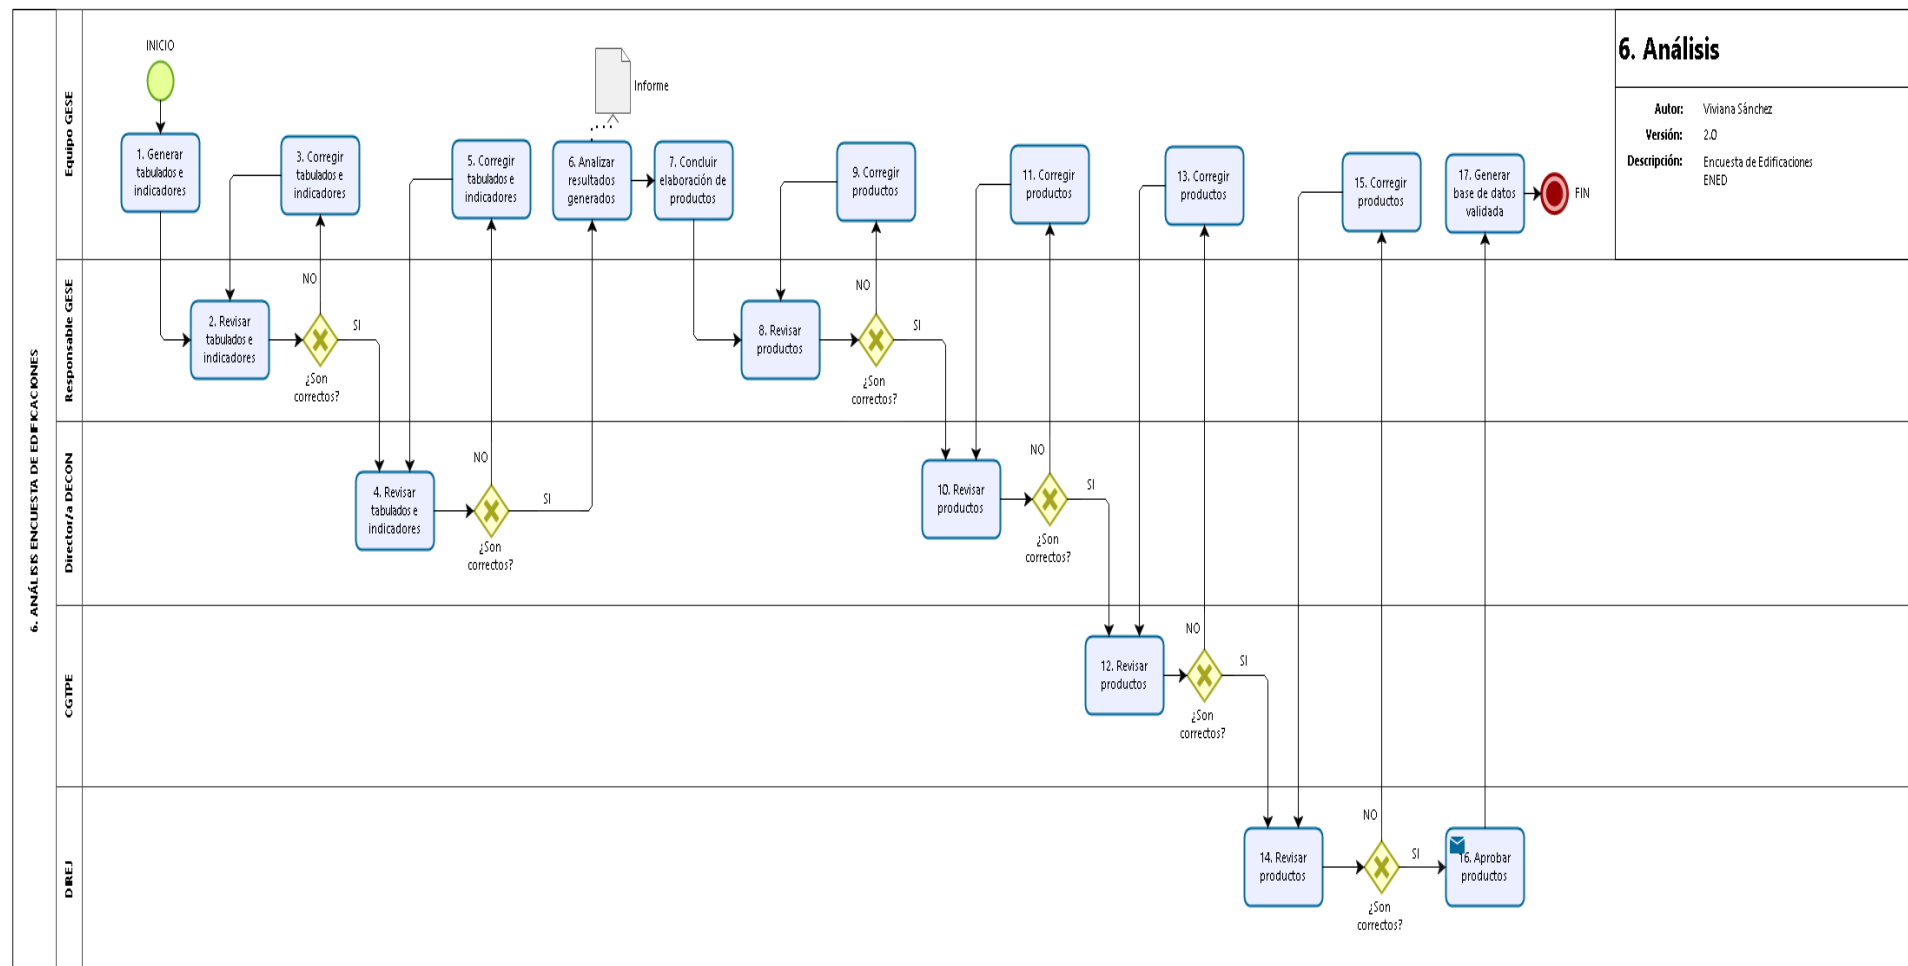 6. ANÁLISIS ENCUESTA DE EDIFICACIONES
Equipo GESE
INICIO
1. Generar
tabulados e
indicadores
3. Corregir
tabulados e
indicadores
5. Corregir
tabulados e
indicadores
Informe
6. Analizar
resultados
generados
7. Concluir
elaboración de
productos
9. Corregir
productos
11. Corregir
productos
13. Corregir
productos
15. Corregir
productos
17. Generar
base de datos
validada
FIN
6. Análisis
Autor: Viviana Sánchez
Versión: 2.0
Descripción: Encuesta de Edificaciones
ENED
Responsable GESE
2. Revisar
tabulados e
indicadores
NO
SI
¿Son
correctos?
8. Revisar
productos
NO
SI
¿Son
correctos?
Director/a DECON
4. Revisar
tabulados e
indicadores
NO
SI
¿Son
correctos?
10. Revisar
productos
NO
SI
¿Son
correctos?
CGTPE
12. Revisar
productos
NO
SI
¿Son
correctos?
DIREJ
14. Revisar
productos
NO
SI
¿Son
correctos?
16. Aprobar
productos